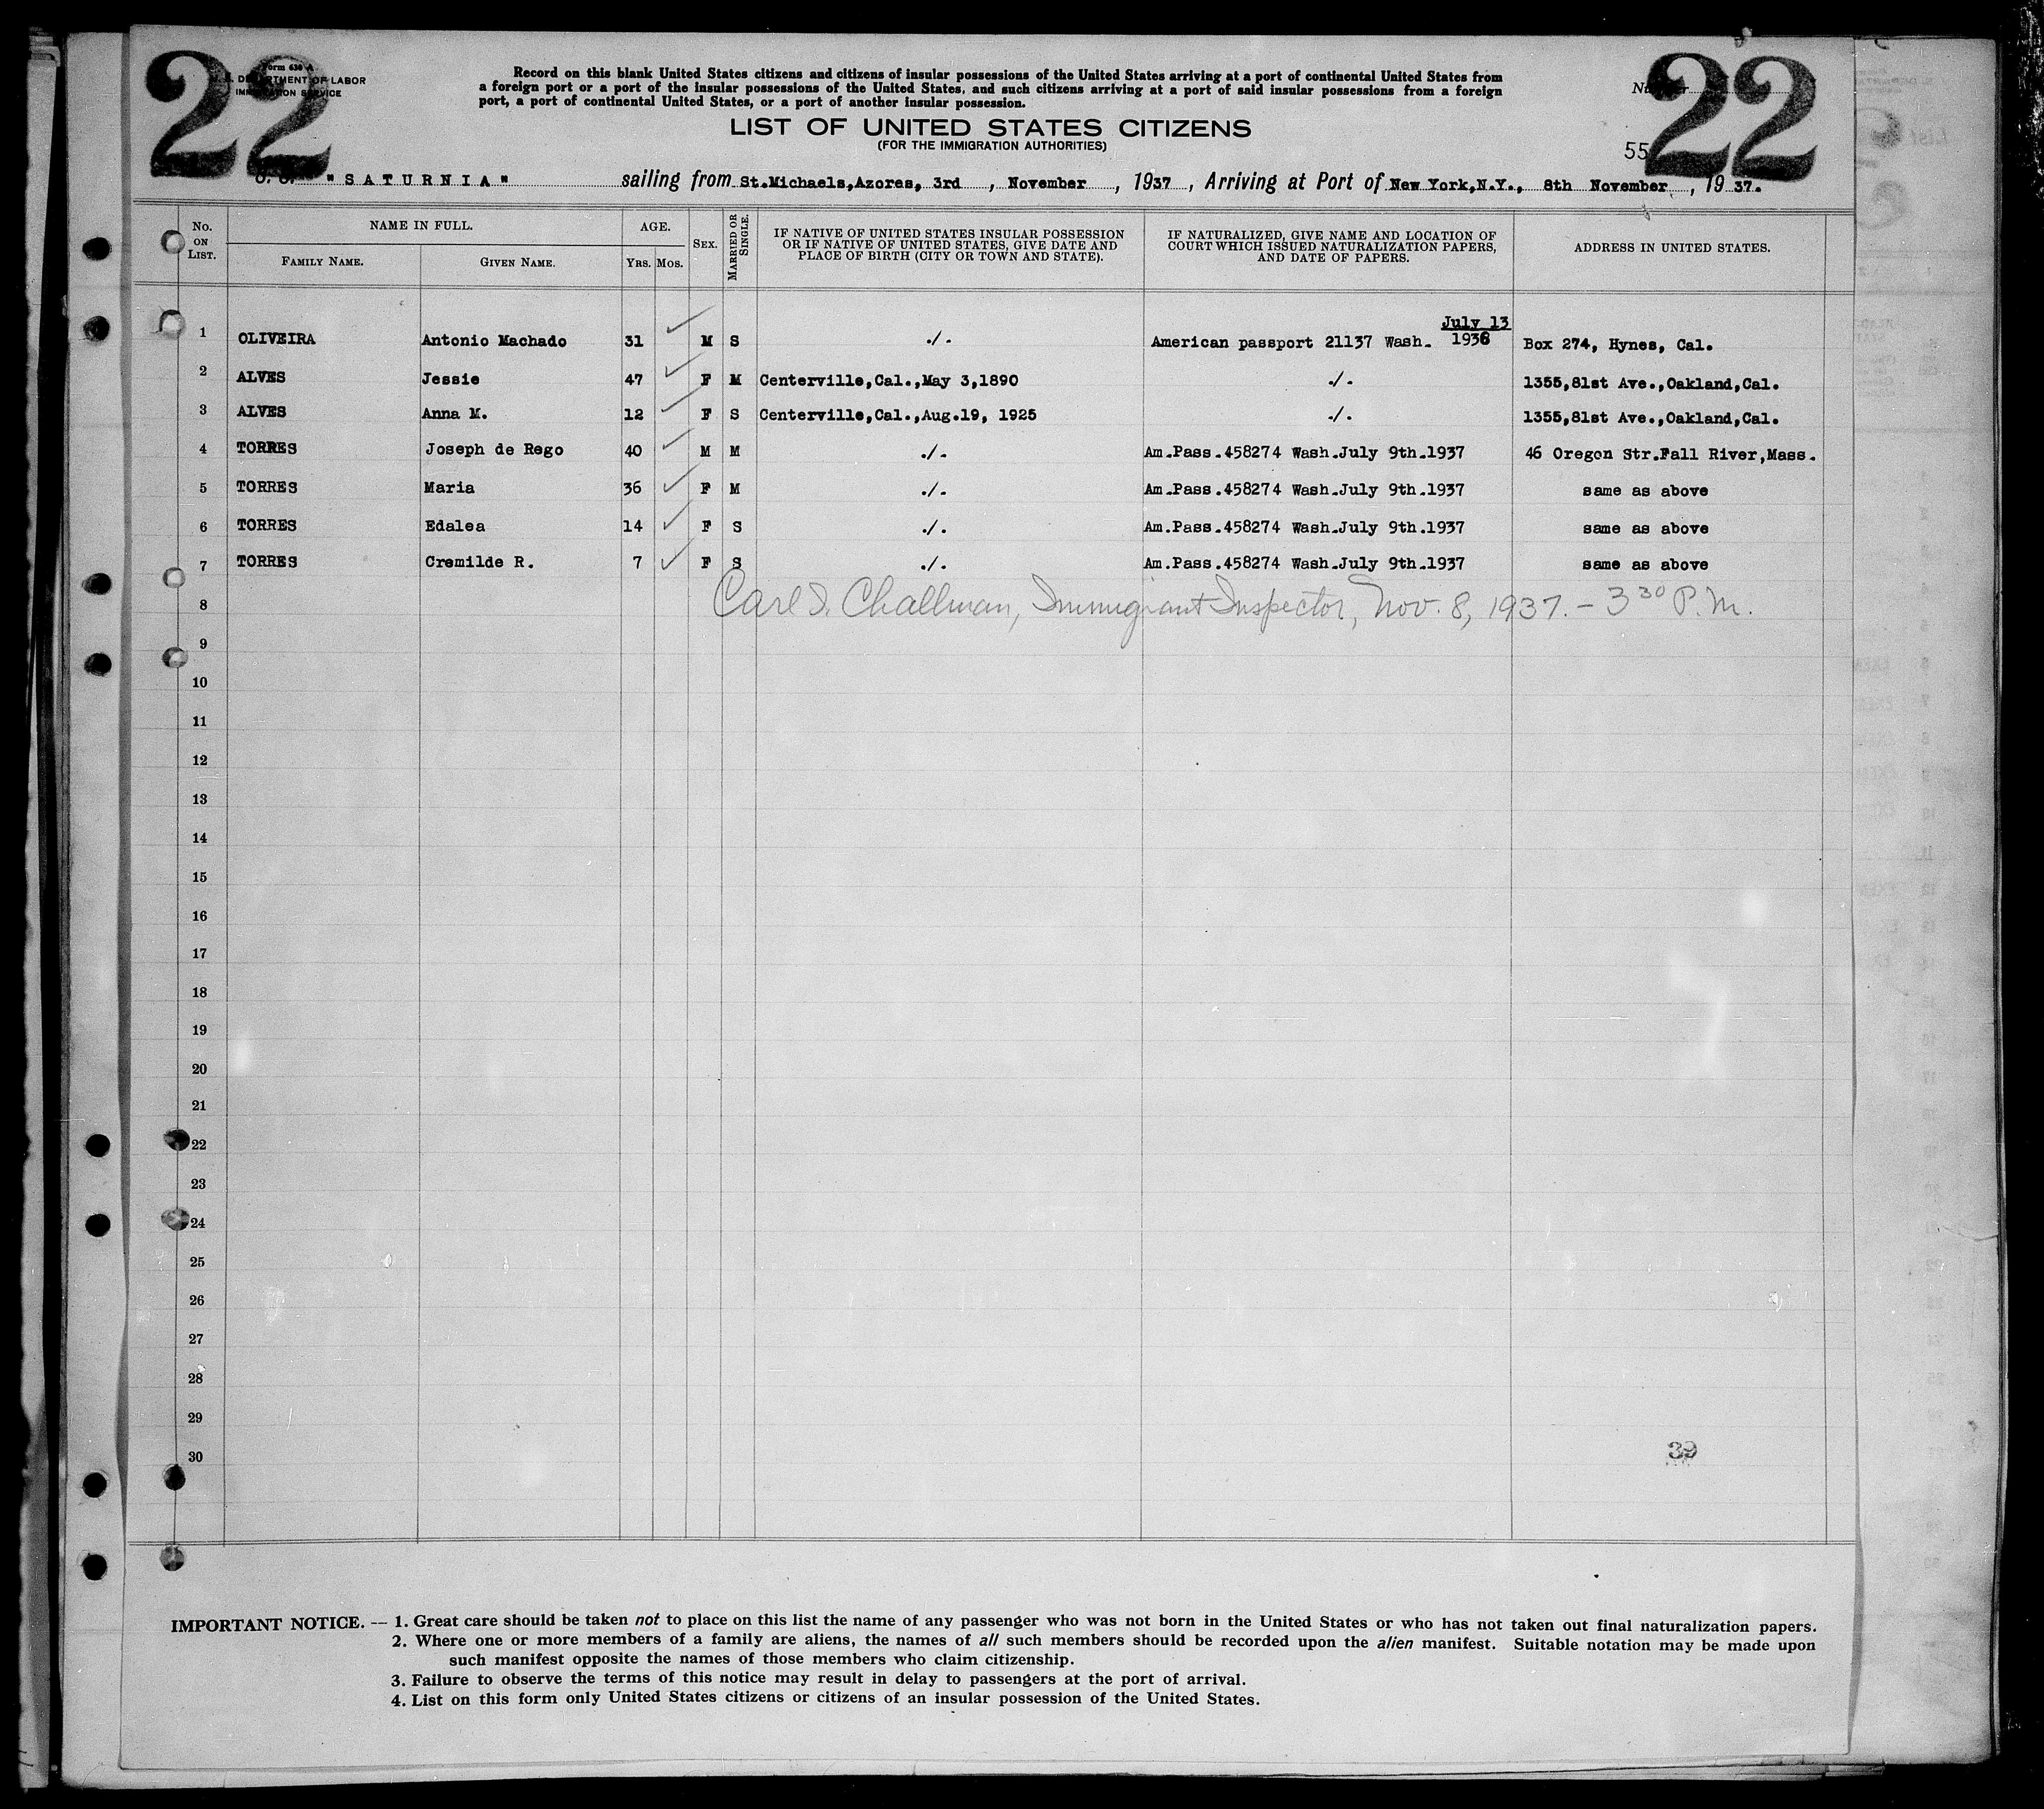 22
22
Form 630 A
U. S. DEPARTMENT OF LABOR
IMMIGRATION SERVICE
Record on this blank United States citizens and citizens of insular possessions of the United States arriving at a port of continental United States from
a foreign port or a port of the insular possessions of the United States, and such citizens arriving at a port of said insular possessions from a foreign
port, a port of continental United States, or a port of another insular possession.
LIST OF UNITED STATES CITIZENS
(FOR THE IMMIGRATION AUTHORITIES)
55
S. S. "SATURNIA" sailing from St.Michaels,Azores, 3rd , November , 1937 , Arriving at Port of New York,N.Y., 8th November , 1937.
No. ON LIST. NAME IN FULL. FAMILY NAME. GIVEN NAME. AGE. YRS. MOS. SEX. MARRIED OR SINGLE. IF NATIVE OF UNITED STATES INSULAR POSSESSION OR IF NATIVE OF UNITED STATES, GIVE DATE AND PLACE OF BIRTH (CITY OR TOWN AND STATE). IF NATURALIZED, GIVE NAME AND LOCATION OF COURT WHICH ISSUED NATURALIZATION PAPERS, AND DATE OF PAPERS. ADDRESS IN UNITED STATES.
July 13
1 OLIVEIRA Antonio Machado 31 M S ./. American passport 21137 Wash. 1936 Box 274, Hynes, Cal.
2 ALVES Jessie 47 F M Centerville,Cal.,May 3,1890 ./. 1355,81st Ave.,Oakland,Cal.
3 ALVES Anna M. 12 F S Centerville,Cal.,Aug.19, 1925 ./. 1355,81st Ave.,Oakland,Cal.
4 TORRES Joseph de Rego 40 M M ./. Am.Pass.458274 Wash.July 9th.1937 46 Oregon Str.Fall River,Mass.
5 TORRES Maria 36 F M ./. Am.Pass.458274 Wash.July 9th.1937 same as above
6 TORRES Edalea 14 F S ./. Am.Pass.458274 Wash.July 9th.1937 same as above
7 TORRES Cremilde R. 7 F S ./. Am.Pass.458274 Wash.July 9th.1937 same as above
8 Carl I. Challman, Immigrant Inspector, Nov. 8, 1937. – 3 30 P.M.
9
10
11
12
13
14
15
16
17
18
19
20
21
22
23
24
25
26
27
28
29
30 39
IMPORTANT NOTICE. — 1. Great care should be taken not to place on this list the name of any passenger who was not born in the United States or who has not taken out final naturalization papers.
2. Where one or more members of a family are aliens, the names of all such members should be recorded upon the alien manifest. Suitable notation may be made upon
such manifest opposite the names of those members who claim citizenship.
3. Failure to observe the terms of this notice may result in delay to passengers at the port of arrival.
4. List on this form only United States citizens or citizens of an insular possession of the United States.